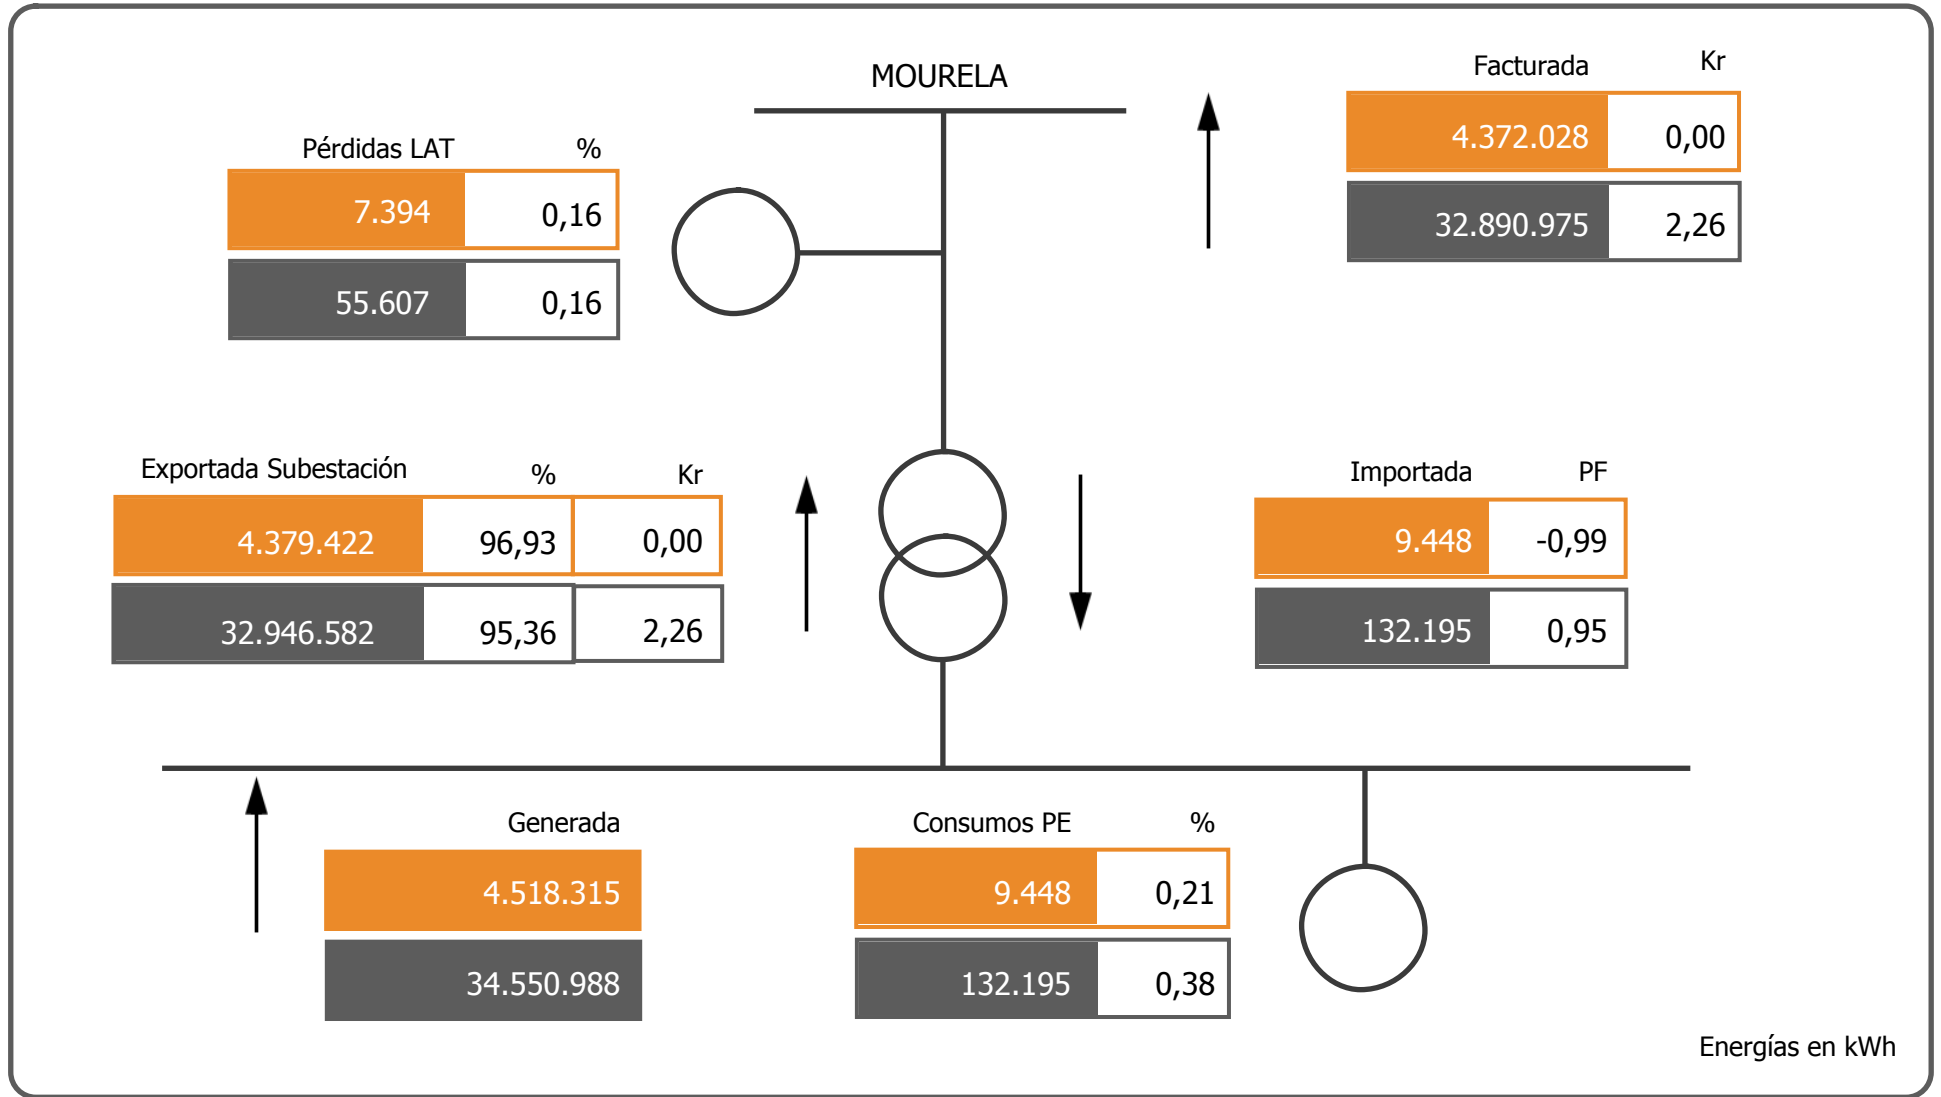 MOURELA
Facturada Kr
4.372.028 0,00
32.890.975 2,26
Pérdidas LAT %
7.394 0,16
55.607 0,16
Exportada Subestación % Kr
4.379.422 96,93 0,00
32.946.582 95,36 2,26
Importada PF
9.448 -0,99
132.195 0,95
Generada
4.518.315
34.550.988
Consumos PE %
9.448 0,21
132.195 0,38
Energías en kWh